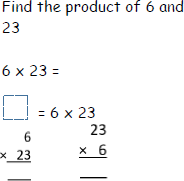 Find the product of 6 and
23
6 x 23 =
= 6 x 23
6
x 23
23
x 6